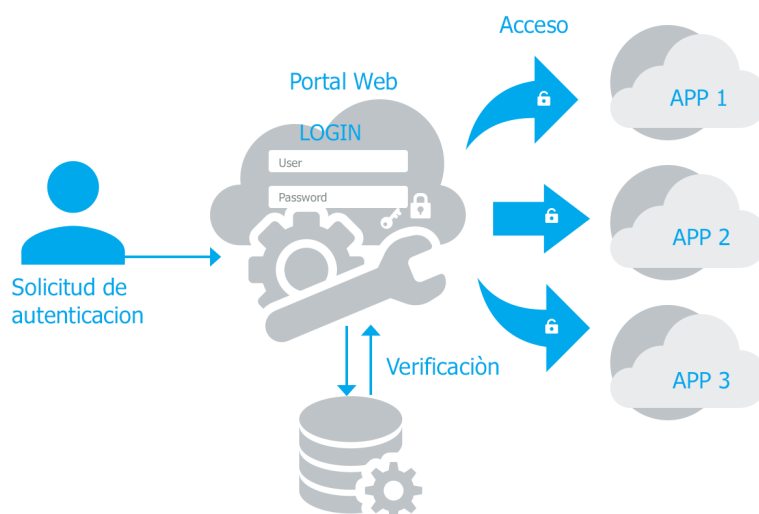 Acceso
Portal Web
LOGIN
User
Password
APP 1
APP 2
APP 3
Solicitud de
autenticacion
Verificaciòn